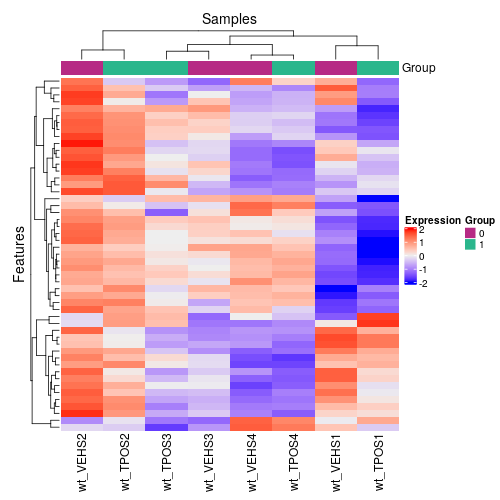 Samples
Group
Features
Expression Group
2
1
0
-1
-2
0
1
wt_VEHS2
wt_TPOS2
wt_TPOS3
wt_VEHS3
wt_VEHS4
wt_TPOS4
wt_VEHS1
wt_TPOS1